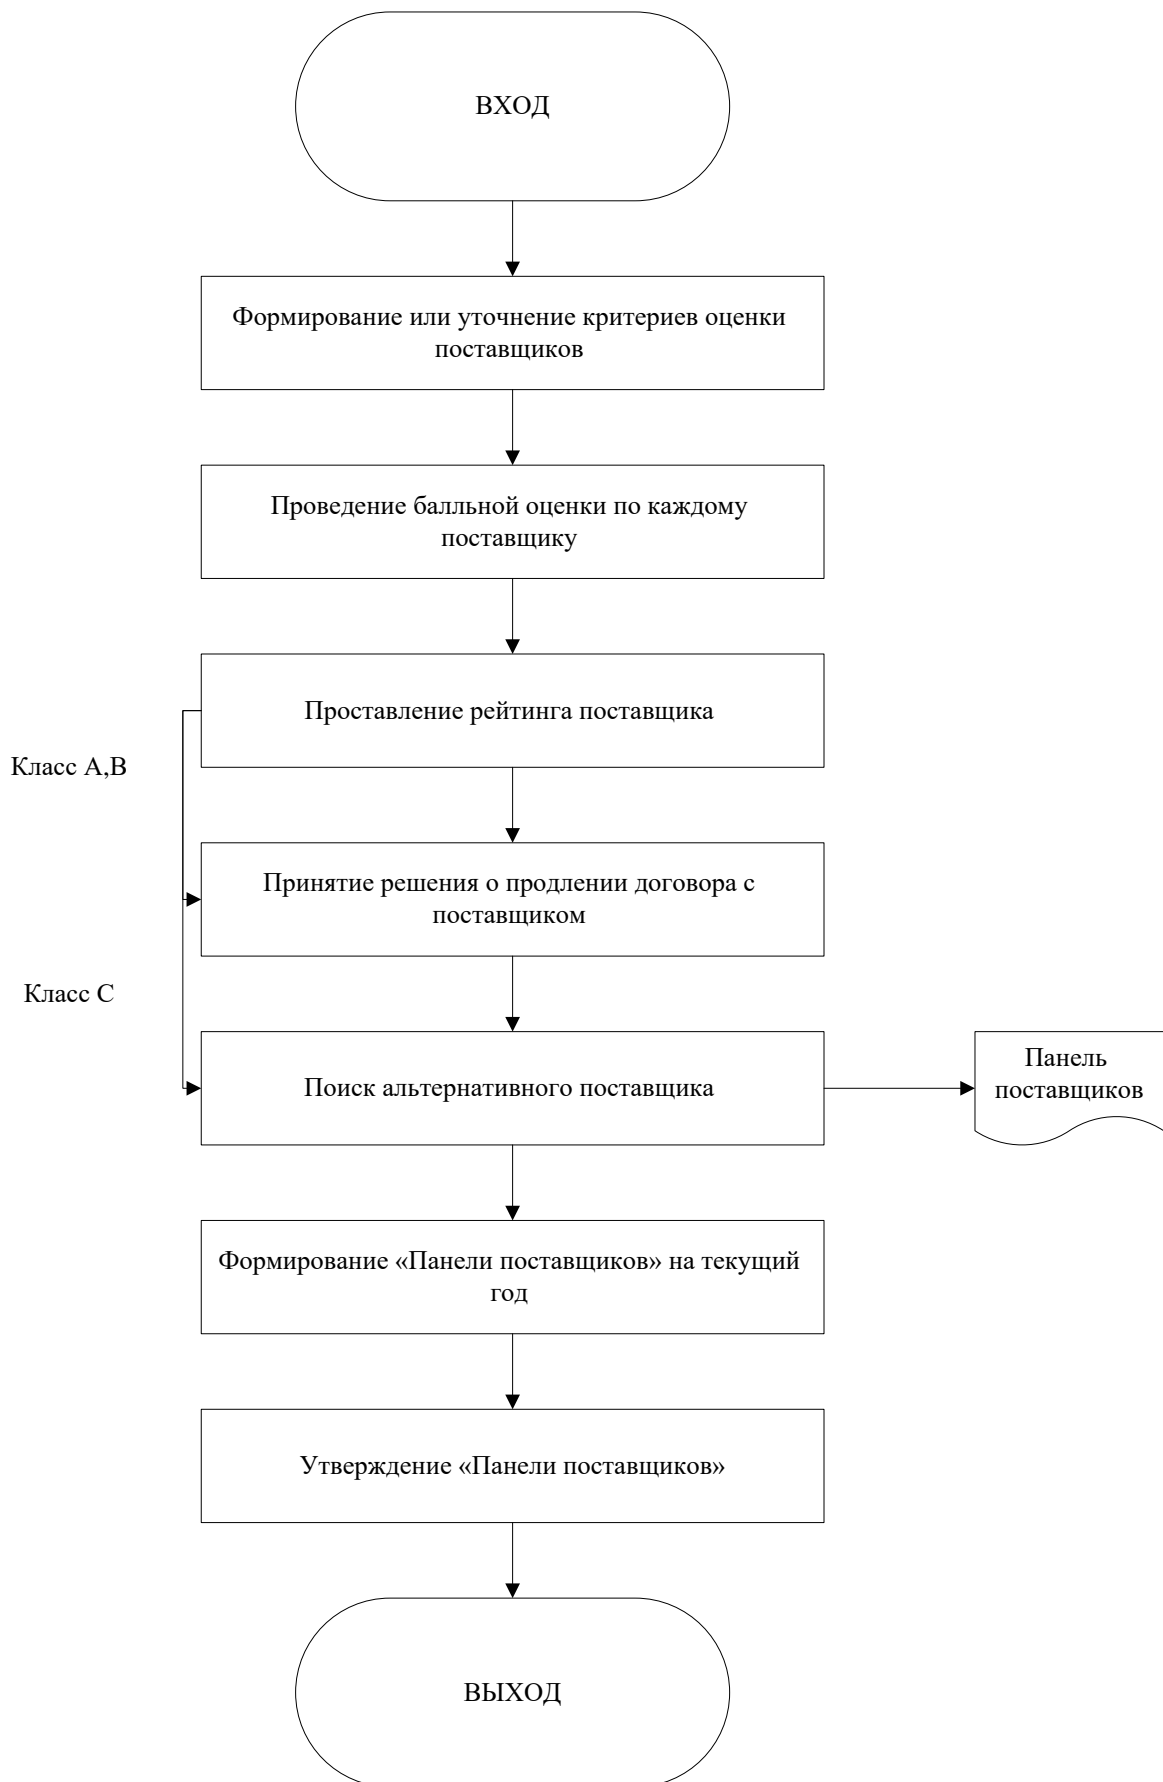 ВХОД
Формирование или уточнение критериев оценки
поставщиков
Проведение балльной оценки по каждому
поставщику
Проставление рейтинга поставщика
Класс А,В
Принятие решения о продлении договора с
поставщиком
Класс С
Поиск альтернативного поставщика
Панель
поставщиков
Формирование «Панели поставщиков» на текущий
год
Утверждение «Панели поставщиков»
ВЫХОД